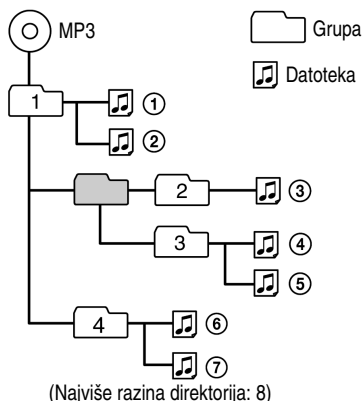 MP3
Grupa
Datoteka
1
①
②
2
③
3
④
⑤
4
⑥
⑦
(Najviše razina direktorija: 8)